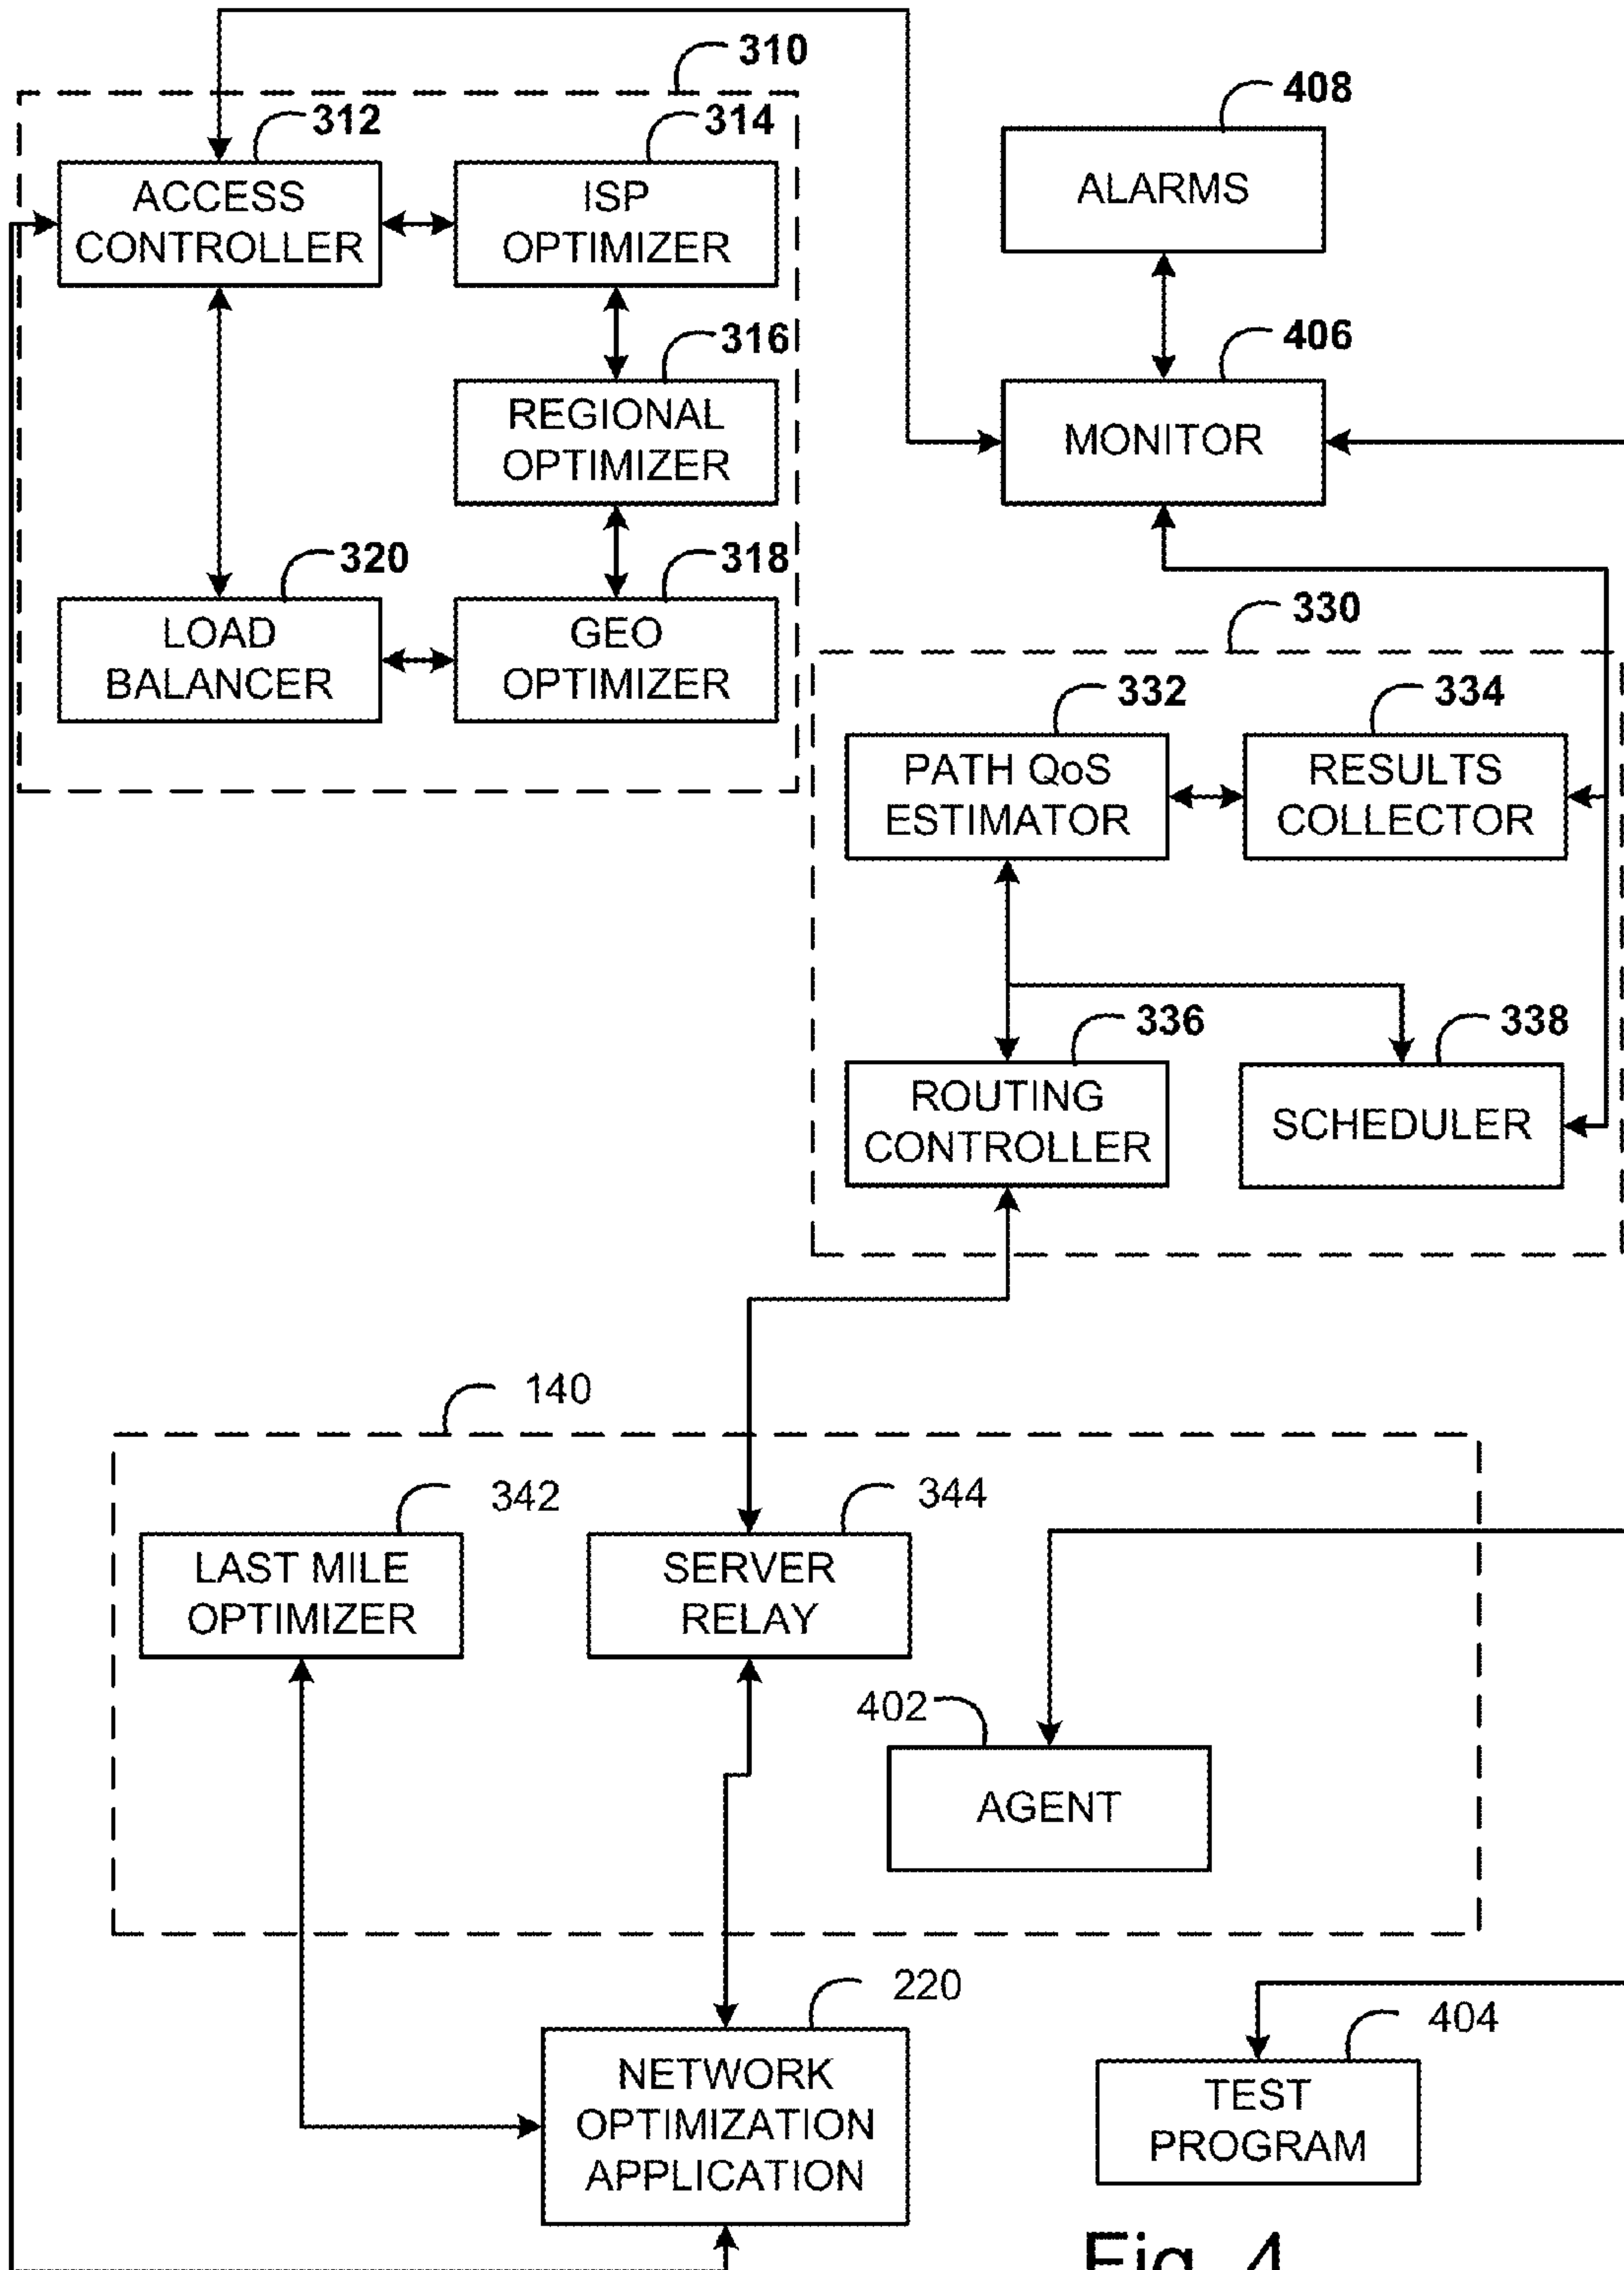 310
312
ACCESS
CONTROLLER
314
ISP
OPTIMIZER
316
REGIONAL
OPTIMIZER
320
LOAD
BALANCER
318
GEO
OPTIMIZER
408
ALARMS
406
MONITOR
330
332
PATH QoS
ESTIMATOR
334
RESULTS
COLLECTOR
336
ROUTING
CONTROLLER
338
SCHEDULER
140
342
LAST MILE
OPTIMIZER
344
SERVER
RELAY
402
AGENT
220
NETWORK
OPTIMIZATION
APPLICATION
404
TEST
PROGRAM
Fig. 4